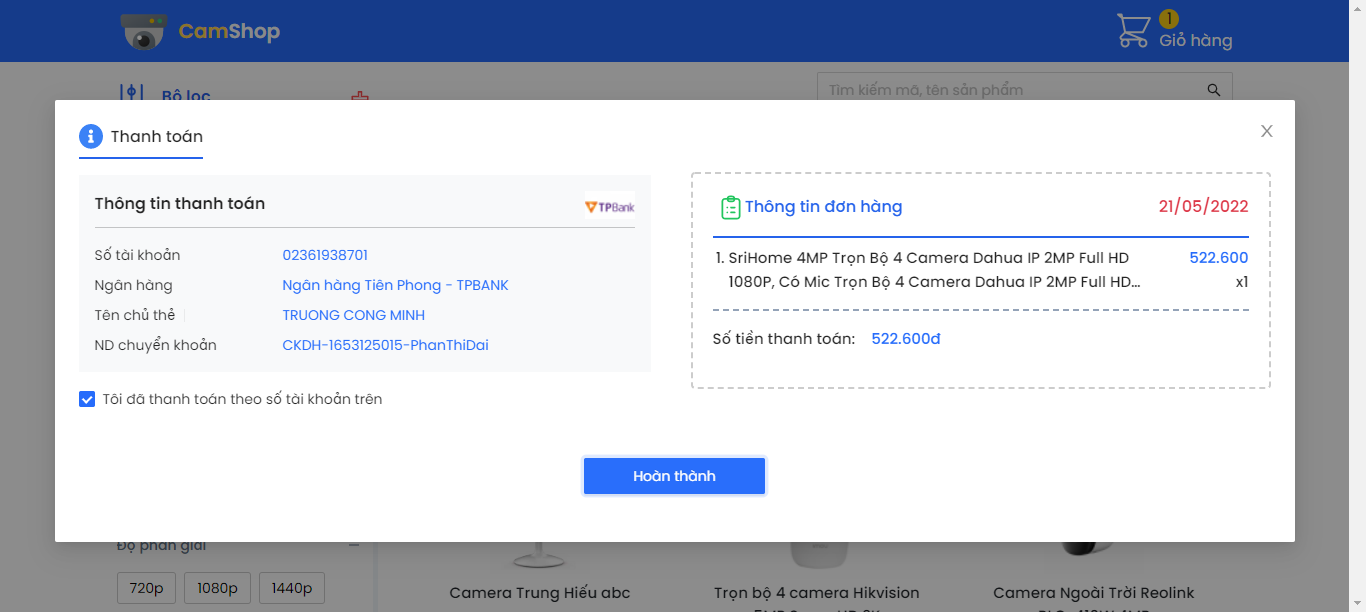 CamShop
1
Giỏ hàng
Bộ lọc
Tìm kiếm mã, tên sản phẩm
Thanh toán
X
Thông tin thanh toán
TPBank
Số tài khoản 02361938701
Ngân hàng Ngân hàng Tiên Phong - TPBANK
Tên chủ thẻ TRUONG CONG MINH
ND chuyển khoản CKDH-1653125015-PhanThiDai
Tôi đã thanh toán theo số tài khoản trên
Thông tin đơn hàng 21/05/2022
1. SriHome 4MP Trọn Bộ 4 Camera Dahua IP 2MP Full HD 522.600
1080P, Có Mic Trọn Bộ 4 Camera Dahua IP 2MP Full HD... x1
Số tiền thanh toán: 522.600đ
Hoàn thành
Độ phân giải
720p 1080p 1440p
Camera Trung Hiếu abc
Trọn bộ 4 camera Hikvision
Camera Ngoài Trời Reolink